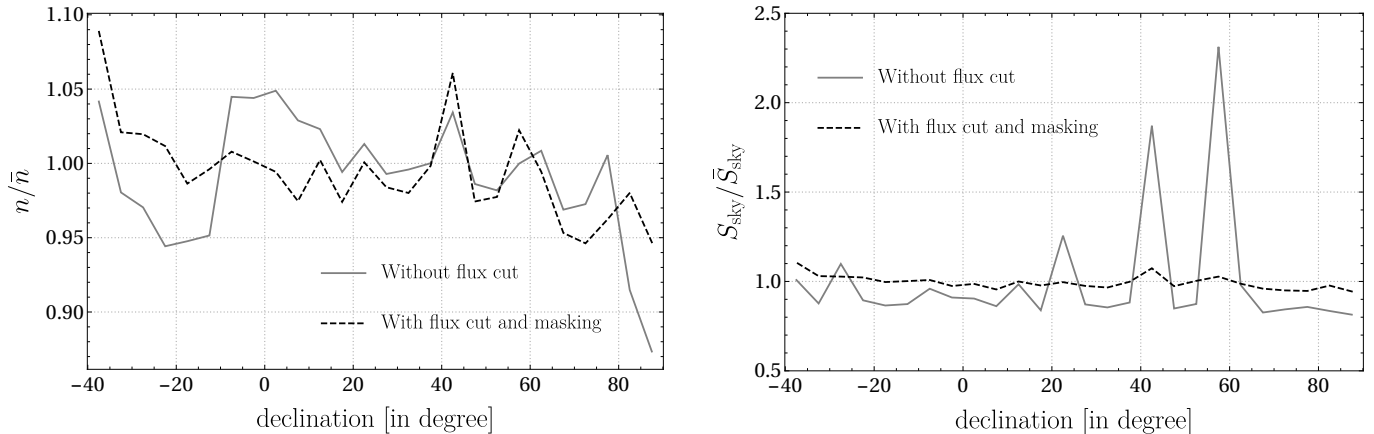 1.10
1.05
1.00
0.95
0.90
n/n̄
Without flux cut
With flux cut and masking
−40 −20 0 20 40 60 80
declination [in degree]
2.5
2.0
1.5
1.0
0.5
S_sky/S̄_sky
Without flux cut
With flux cut and masking
−40 −20 0 20 40 60 80
declination [in degree]